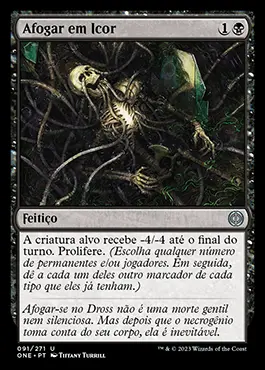 Afogar em Icor 1
Feitiço
A criatura alvo recebe -4/-4 até o final do
turno. Prolifere. (Escolha qualquer número
de permanentes e/ou jogadores. Em seguida,
dê a cada um deles outro marcador de cada
tipo que eles já tenham.)
Afogar-se no Dross não é uma morte gentil
nem silenciosa. Mas depois que o necrogênio
toma conta do seu corpo, ela é inevitável.
091/271 U
ONE • PT Tiffany Turrill
™ & © 2023 Wizards of the Coast